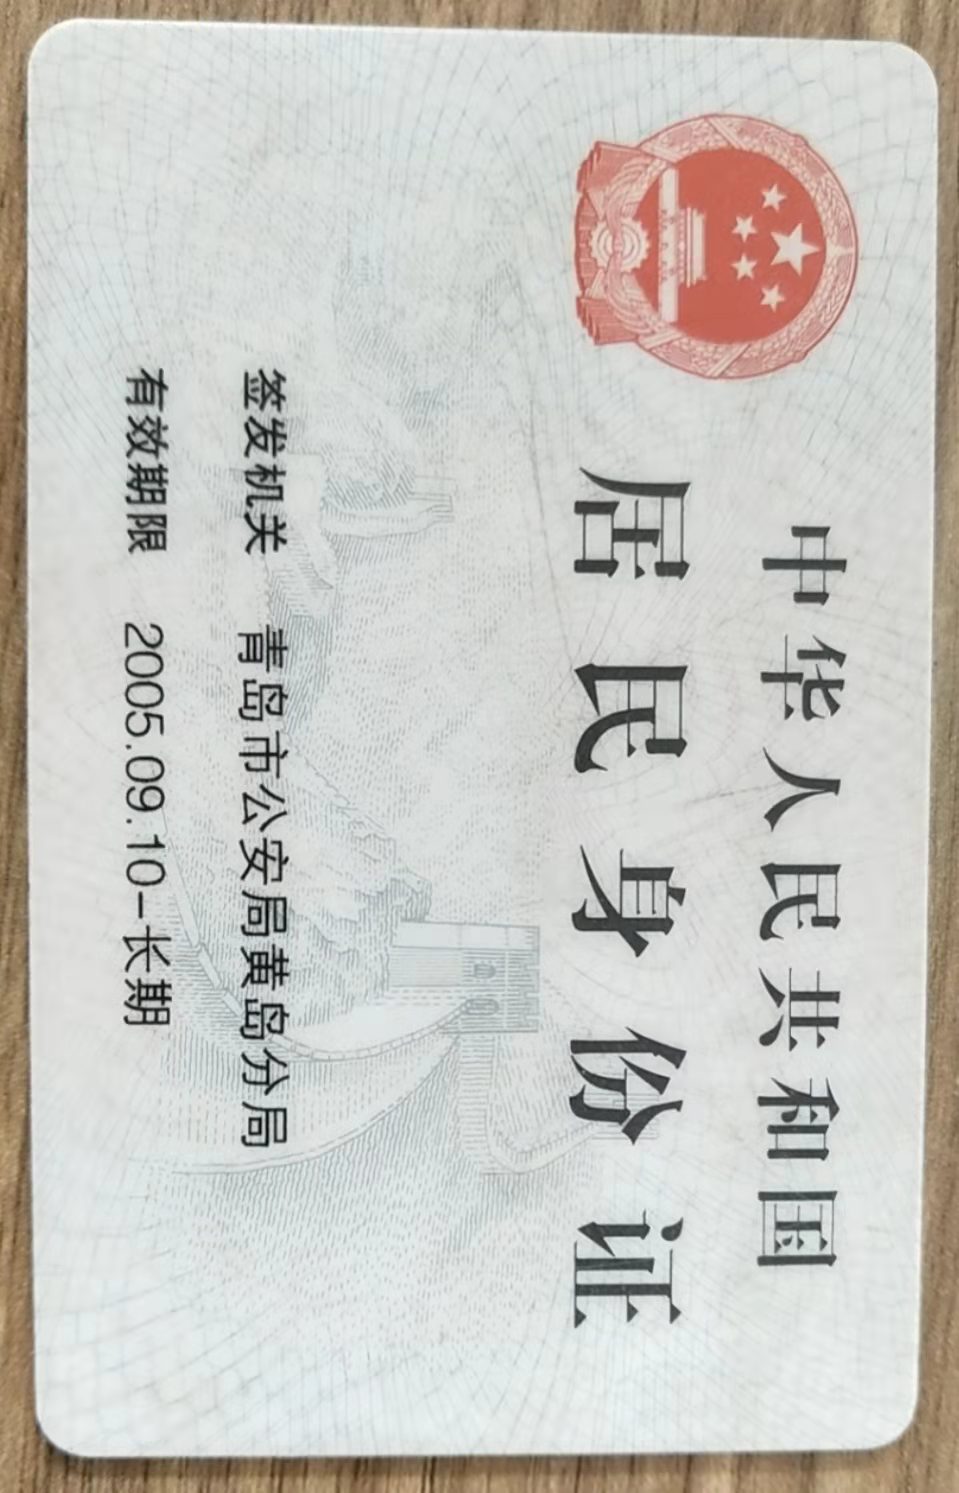 中华人民共和国
居民身份证
签发机关 青岛市公安局黄岛分局
有效期限 2005.09.10-长期